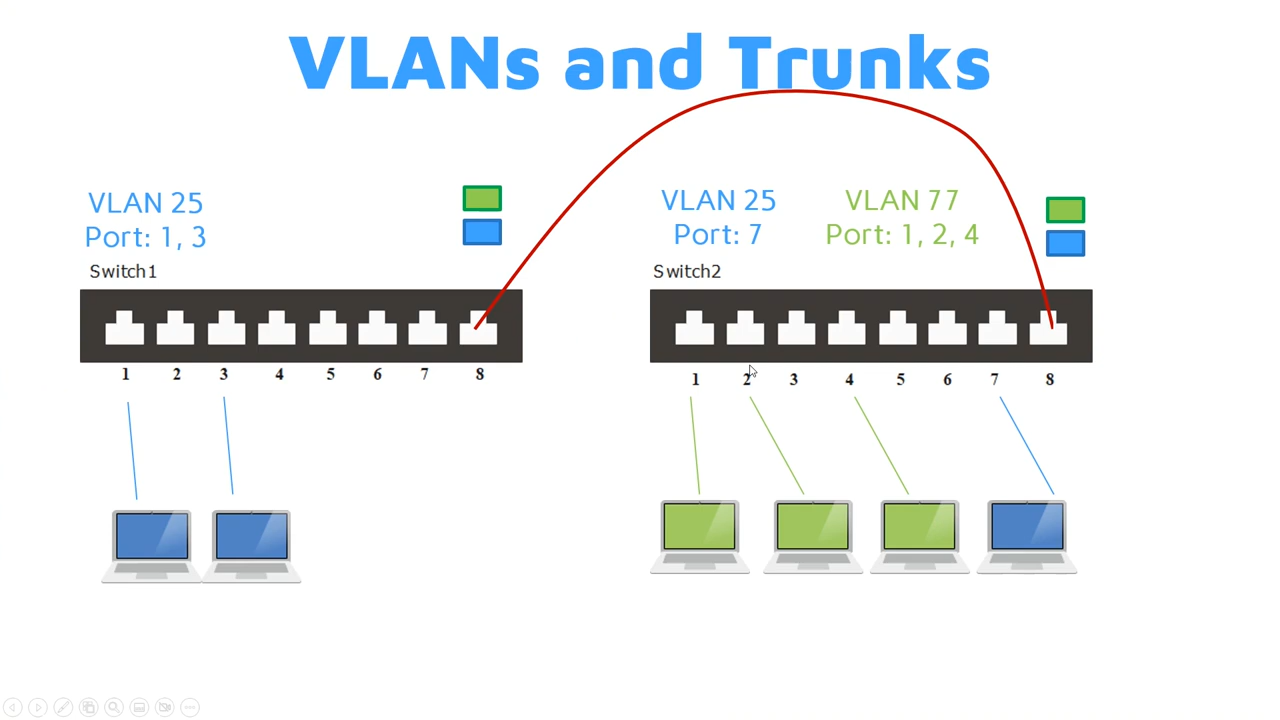 VLANs and Trunks
VLAN 25
Port: 1, 3
Switch1
1 2 3 4 5 6 7 8
VLAN 25
Port: 7
VLAN 77
Port: 1, 2, 4
Switch2
1 2 3 4 5 6 7 8